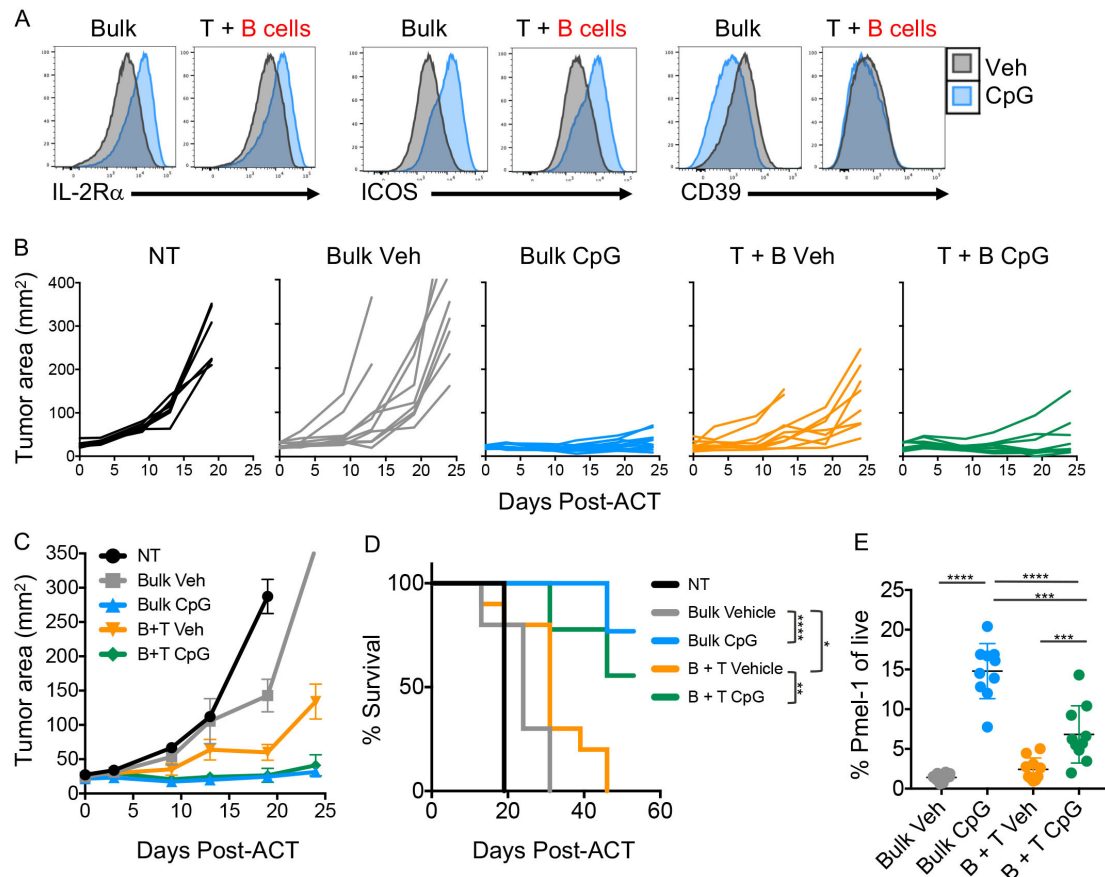 A
Bulk T + B cells Bulk T + B cells Bulk T + B cells
Veh
CpG
IL-2Rα ICOS CD39
B
NT Bulk Veh Bulk CpG T + B Veh T + B CpG
Tumor area (mm²)
400
300
200
100
0
0 5 10 15 20 25 0 5 10 15 20 25 0 5 10 15 20 25 0 5 10 15 20 25 0 5 10 15 20 25
Days Post-ACT
C
Tumor area (mm²)
350
300
250
200
150
100
50
0
0 5 10 15 20 25
Days Post-ACT
NT
Bulk Veh
Bulk CpG
B+T Veh
B+T CpG
D
% Survival
100
50
0
0 20 40 60
Days Post-ACT
NT
Bulk Vehicle
Bulk CpG
B + T Vehicle
B + T CpG
****
*
**
E
% Pmel-1 of live
25
20
15
10
5
0
**** ****
***
***
Bulk Veh
Bulk CpG
B + T Veh
B + T CpG